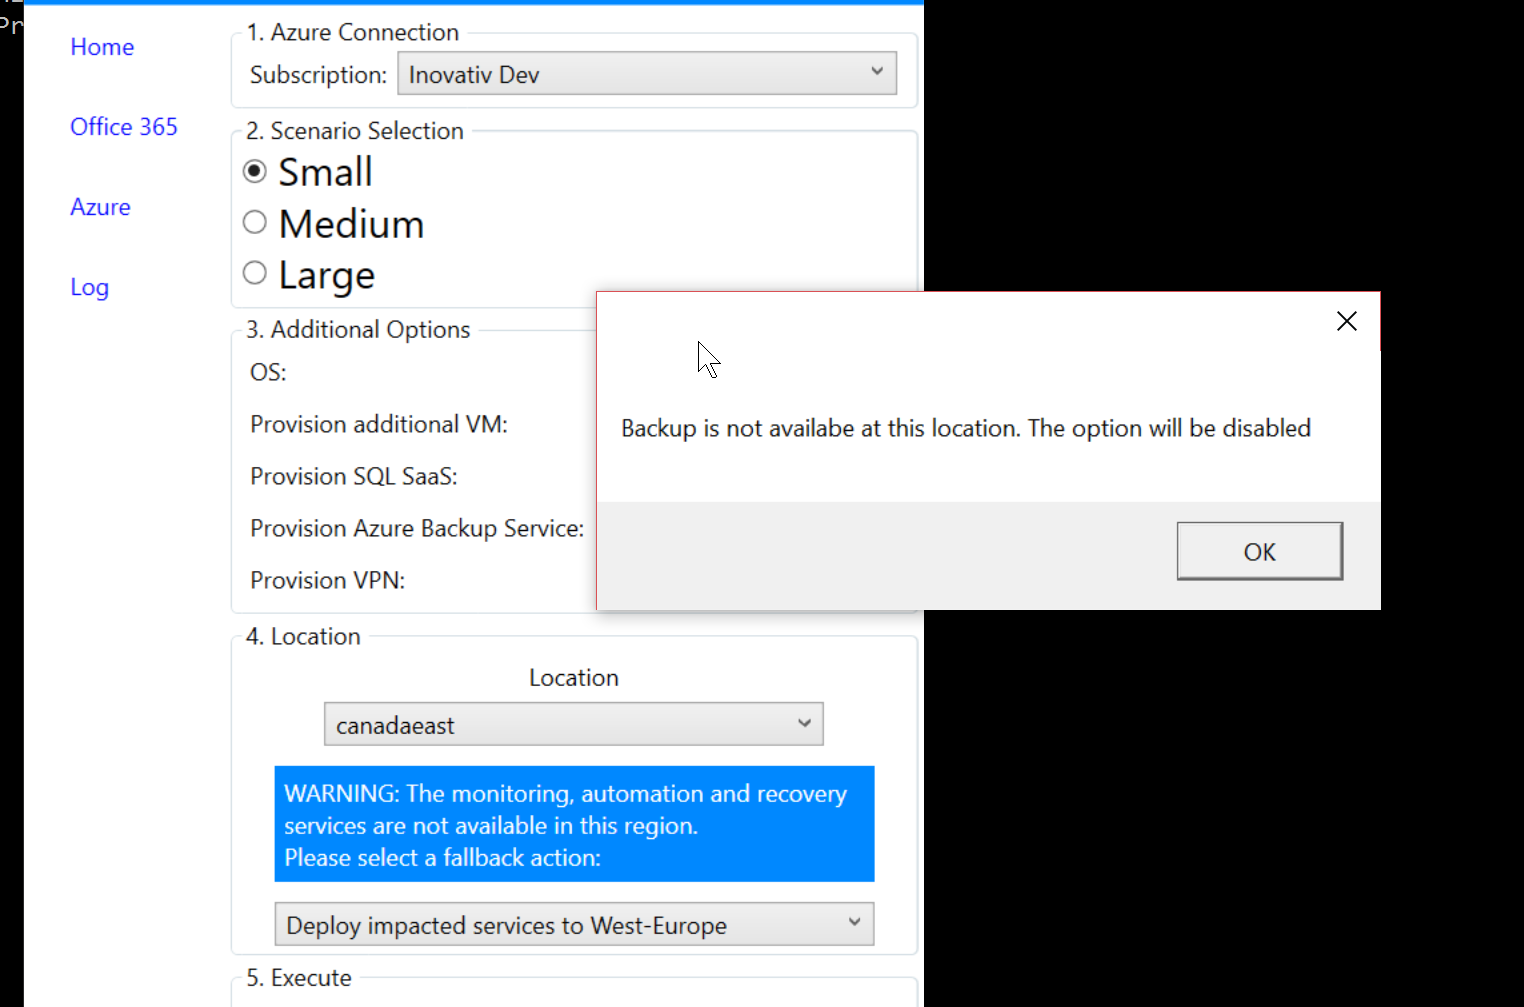 Pr
Home
Office 365
Azure
Log
1. Azure Connection
Subscription: Inovativ Dev
2. Scenario Selection
Small
Medium
Large
3. Additional Options
OS:
Provision additional VM:
Provision SQL SaaS:
Provision Azure Backup Service:
Provision VPN:
Backup is not availabe at this location. The option will be disabled
OK
4. Location
Location
canadaeast
WARNING: The monitoring, automation and recovery
services are not available in this region.
Please select a fallback action:
Deploy impacted services to West-Europe
5. Execute